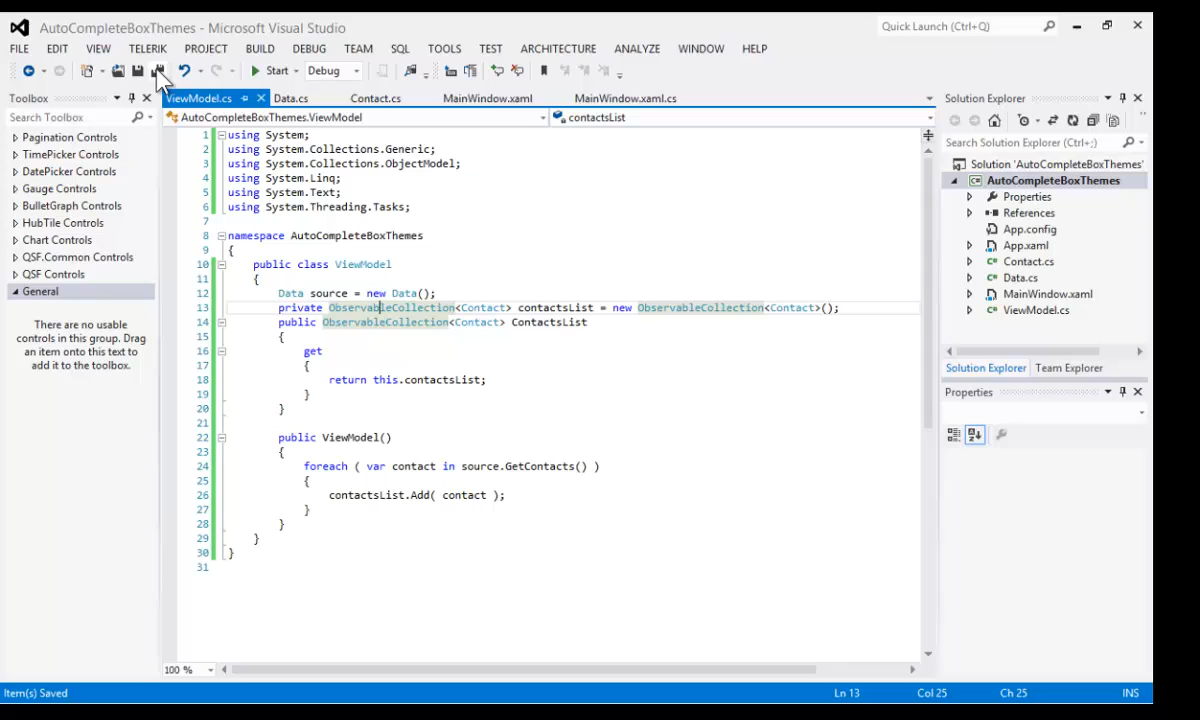 AutoCompleteBoxThemes - Microsoft Visual Studio
Quick Launch (Ctrl+Q)
FILE EDIT VIEW TELERIK PROJECT BUILD DEBUG TEAM SQL TOOLS TEST ARCHITECTURE ANALYZE WINDOW HELP
Start Debug
Toolbox
Search Toolbox
Pagination Controls
TimePicker Controls
DatePicker Controls
Gauge Controls
BulletGraph Controls
HubTile Controls
Chart Controls
QSF.Common Controls
QSF Controls
General
There are no usable
controls in this group. Drag
an item onto this text to
add it to the toolbox.
ViewModel.cs Data.cs Contact.cs MainWindow.xaml MainWindow.xaml.cs
AutoCompleteBoxThemes.ViewModel contactsList
1 using System;
2 using System.Collections.Generic;
3 using System.Collections.ObjectModel;
4 using System.Linq;
5 using System.Text;
6 using System.Threading.Tasks;
7
8 namespace AutoCompleteBoxThemes
9 {
10 public class ViewModel
11 {
12 Data source = new Data();
13 private ObservableCollection<Contact> contactsList = new ObservableCollection<Contact>();
14 public ObservableCollection<Contact> ContactsList
15 {
16 get
17 {
18 return this.contactsList;
19 }
20 }
21
22 public ViewModel()
23 {
24 foreach ( var contact in source.GetContacts() )
25 {
26 contactsList.Add( contact );
27 }
28 }
29 }
30 }
31
100 %
Solution Explorer
Search Solution Explorer (Ctrl+;)
Solution 'AutoCompleteBoxThemes'
AutoCompleteBoxThemes
Properties
References
App.config
App.xaml
Contact.cs
Data.cs
MainWindow.xaml
ViewModel.cs
Solution Explorer Team Explorer
Properties
Item(s) Saved Ln 13 Col 25 Ch 25 INS